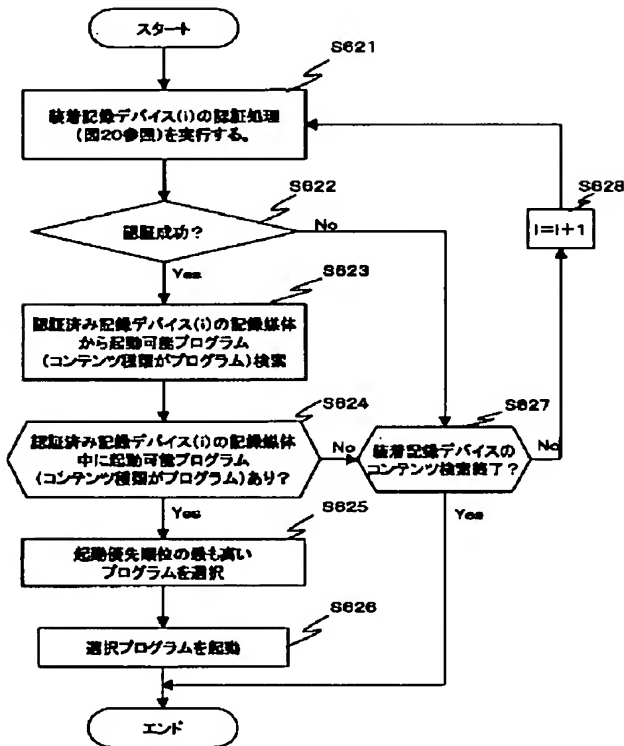 スタート
S621
装着記録デバイス(i)の認証処理
(図20参照)を実行する。
S622
認証成功?
No
Yes
S623
認証済み記録デバイス(i)の記録媒体
から起動可能プログラム
(コンテンツ種類がプログラム)検索
S624
認証済み記録デバイス(i)の記録媒体
中に起動可能プログラム
(コンテンツ種類がプログラム)あり?
No
Yes
S627
装着記録デバイスの
コンテンツ検索終了?
No
Yes
S628
i=i+1
S625
起動優先順位の最も高い
プログラムを選択
S626
選択プログラムを起動
エンド